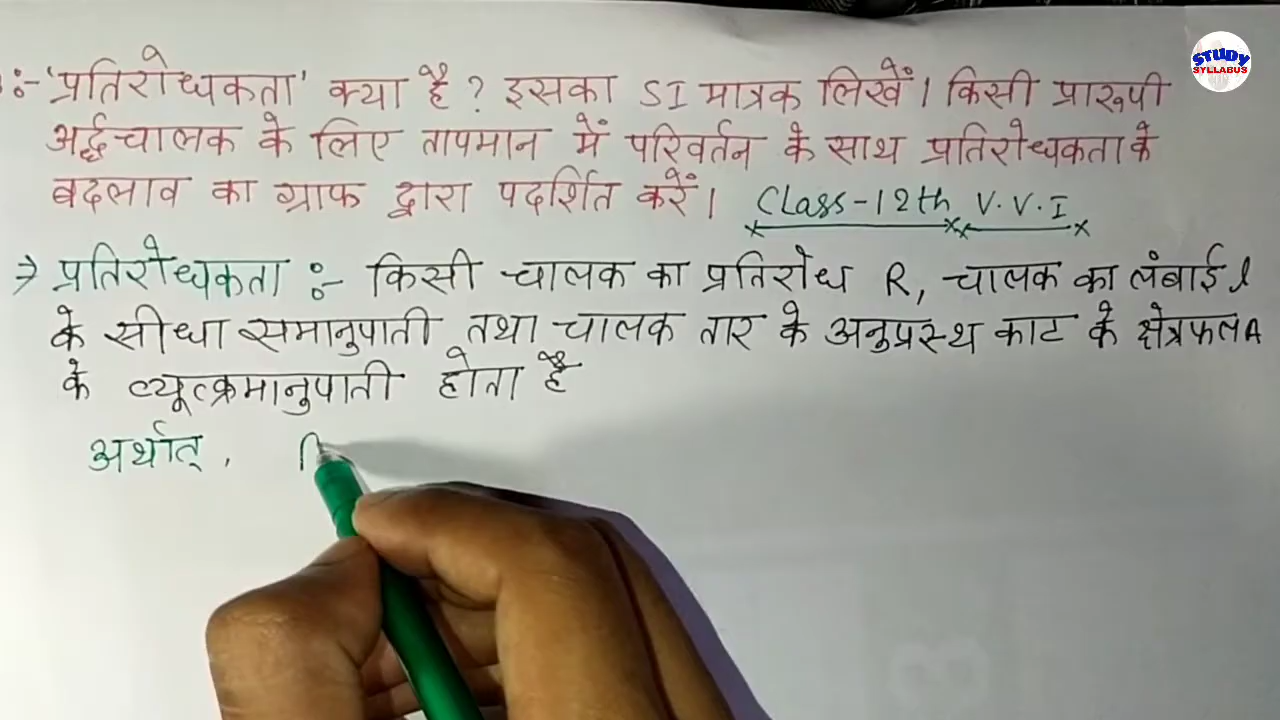 STUDY
SYLLABUS
:- 'प्रतिरोधकता' क्या है ? इसका SI मात्रक लिखें। किसी प्रारूपी
अर्द्धचालक के लिए तापमान में परिवर्तन के साथ प्रतिरोधकता के
बदलाव का ग्राफ द्वारा पदर्शित करें। Class-12th V.V.I
⇒ प्रतिरोधकता :- किसी चालक का प्रतिरोध R, चालक का लंबाई l
के सीधा समानुपाती तथा चालक तार के अनुप्रस्थ काट के क्षेत्रफल A
के व्यूत्क्रमानुपाती होता है
अर्थात्,